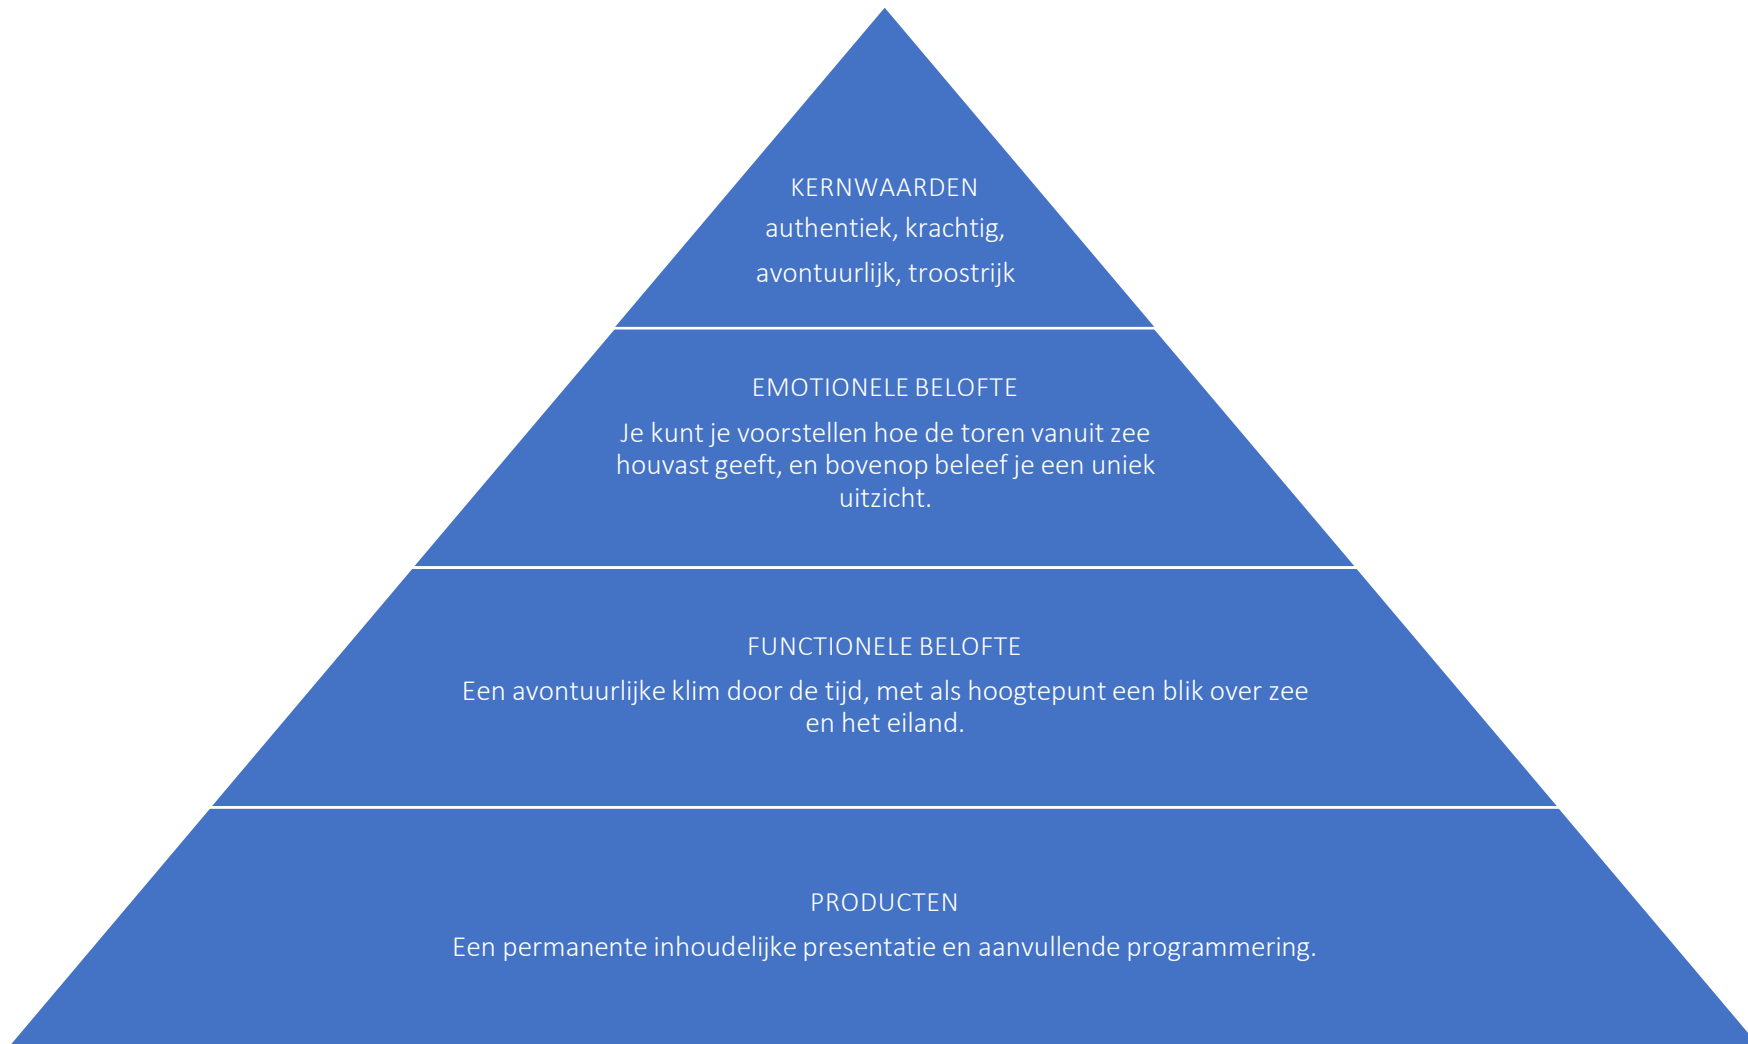 KERNWAARDEN
authentiek, krachtig,
avontuurlijk, troostrijk
EMOTIONELE BELOFTE
Je kunt je voorstellen hoe de toren vanuit zee
houvast geeft, en bovenop beleef je een uniek
uitzicht.
FUNCTIONELE BELOFTE
Een avontuurlijke klim door de tijd, met als hoogtepunt een blik over zee
en het eiland.
PRODUCTEN
Een permanente inhoudelijke presentatie en aanvullende programmering.